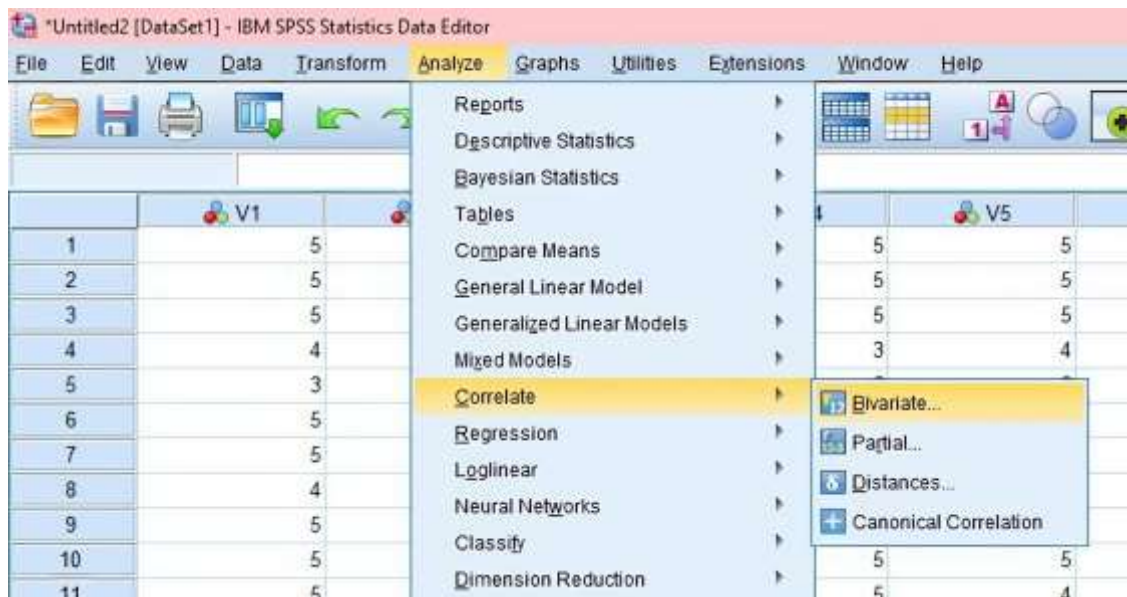 *Untitled2 [DataSet1] - IBM SPSS Statistics Data Editor
File Edit View Data Transform Analyze Graphs Utilities Extensions Window Help
Reports
Descriptive Statistics
Bayesian Statistics
Tables
Compare Means
General Linear Model
Generalized Linear Models
Mixed Models
Correlate
Regression
Loglinear
Neural Networks
Classify
Dimension Reduction
Bivariate...
Partial...
Distances...
Canonical Correlation
V1 4 V5
1 5 5 5
2 5 5 5
3 5 5 5
4 4 3 4
5 3
6 5
7 5
8 4
9 5
10 5 5 5
11 5 5 4